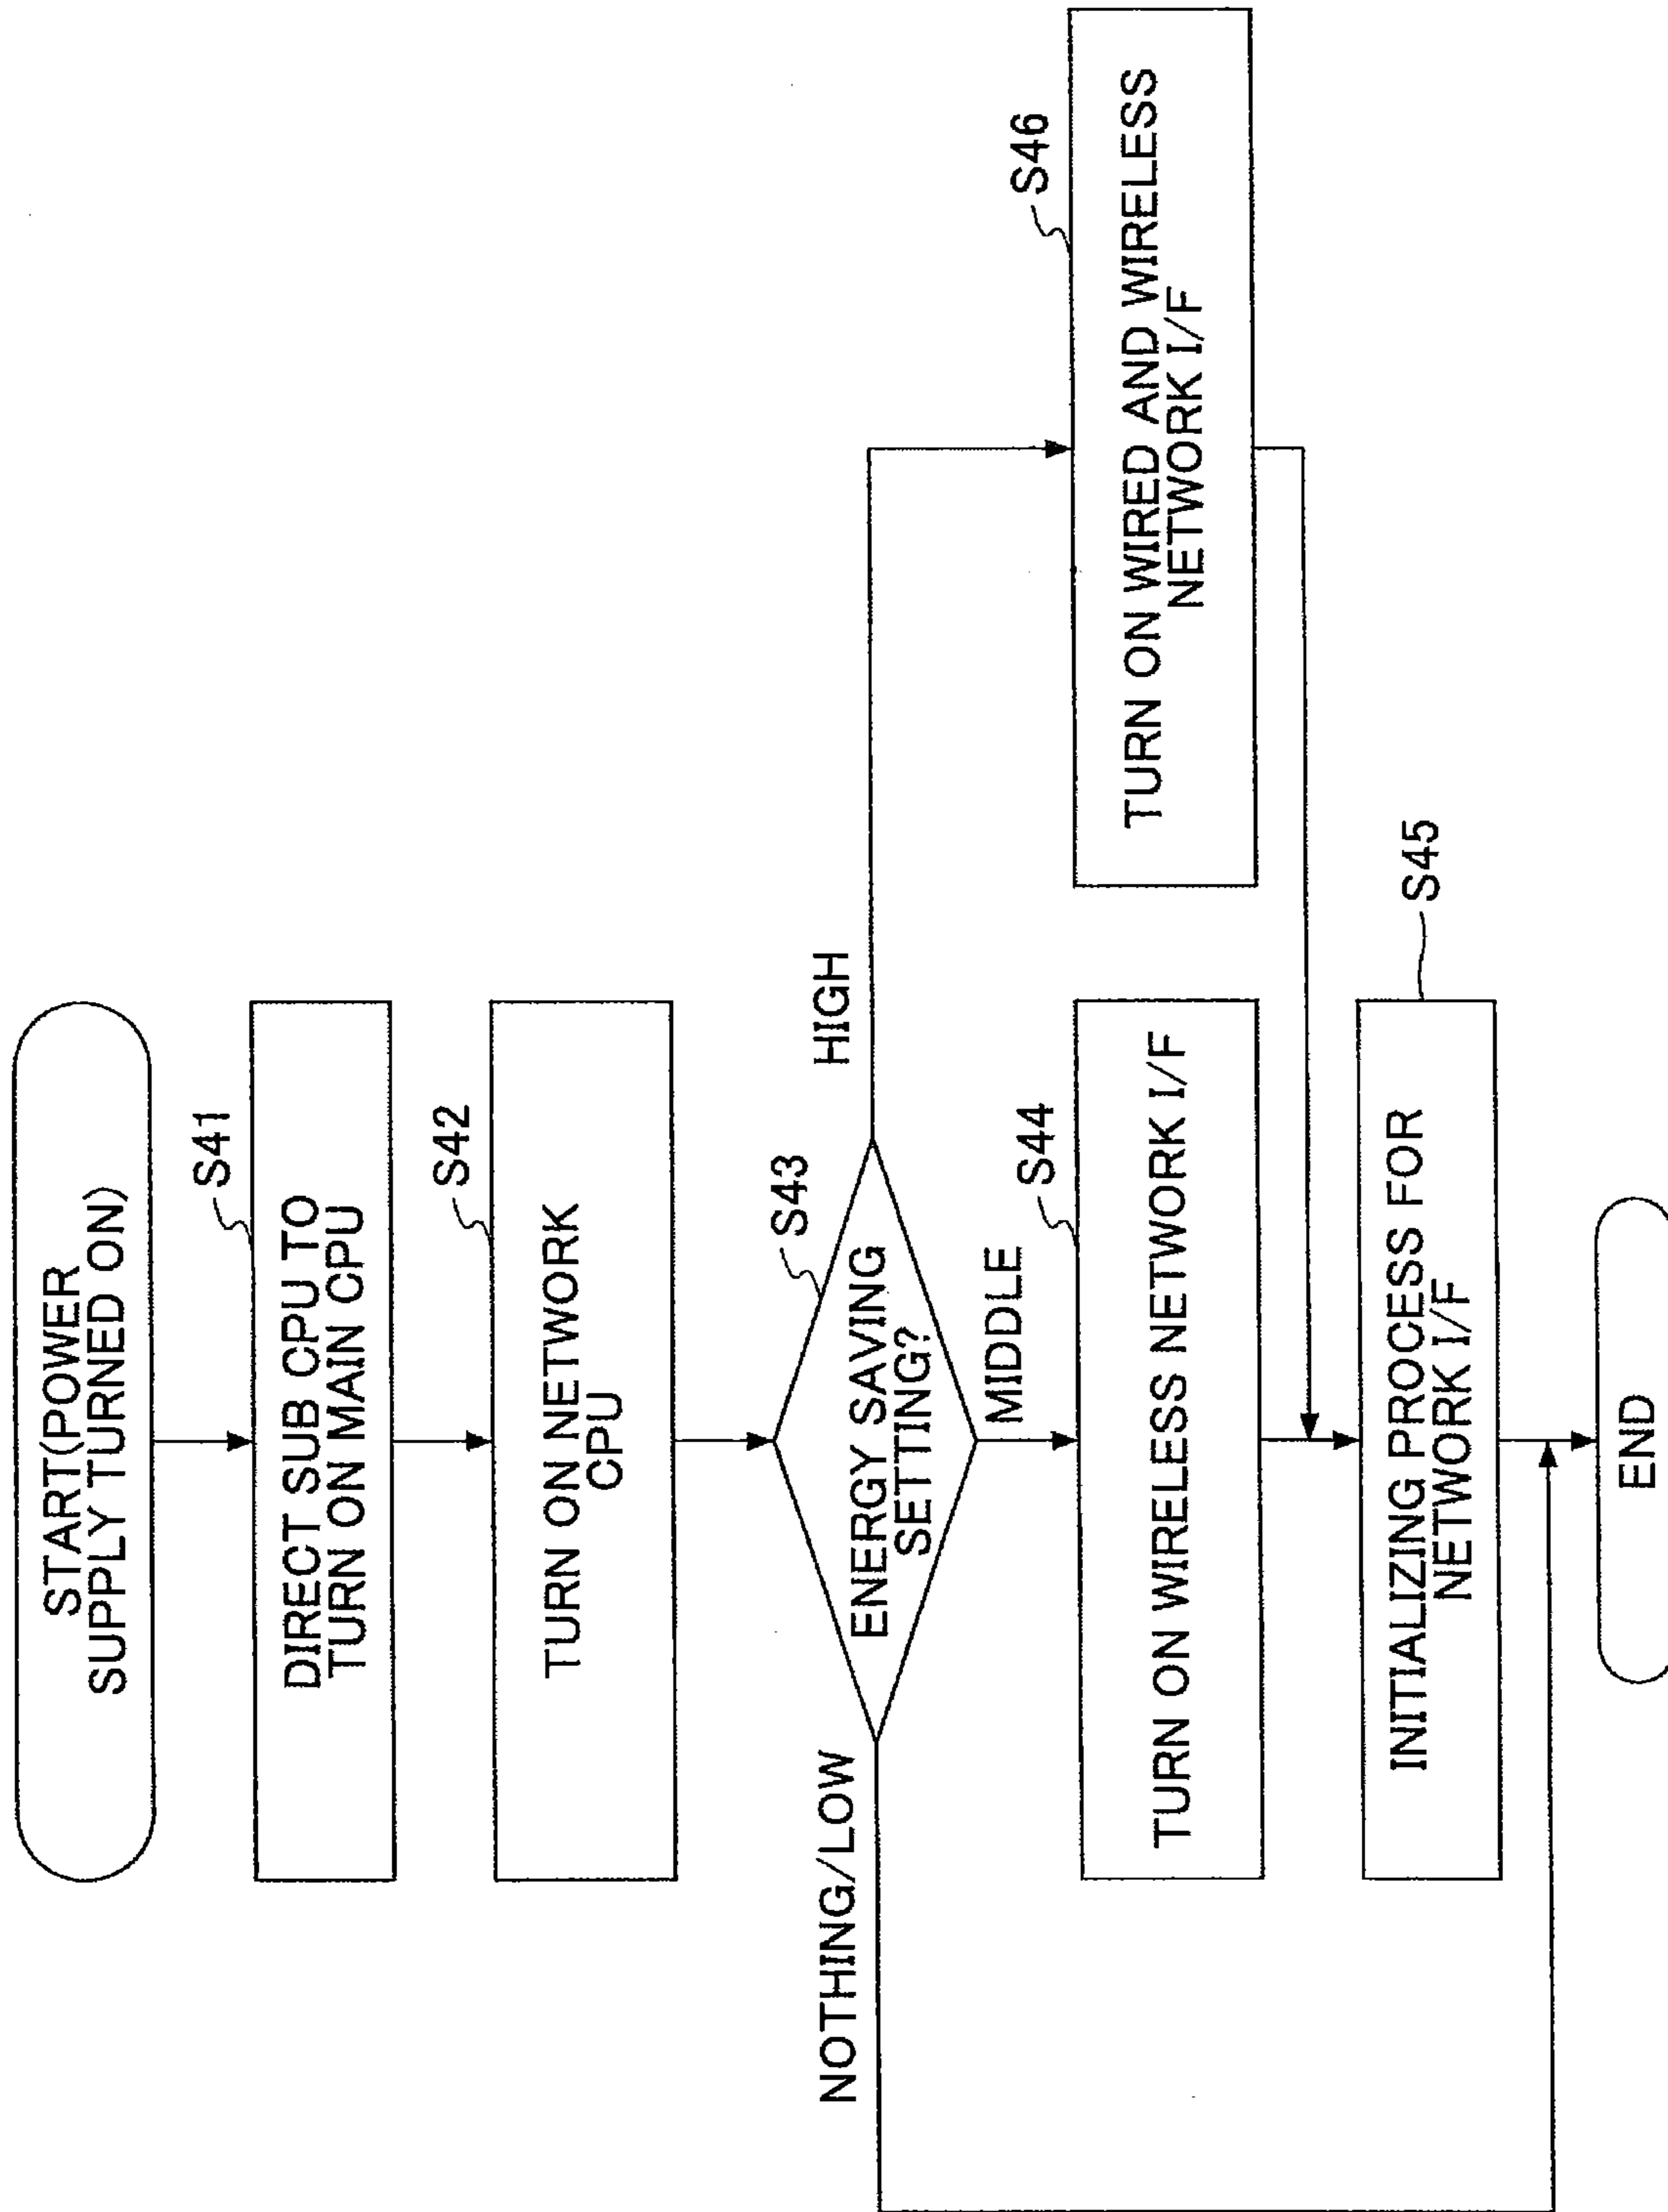 START(POWER
SUPPLY TURNED ON)
S41
DIRECT SUB CPU TO
TURN ON MAIN CPU
S42
TURN ON NETWORK
CPU
S43
ENERGY SAVING
SETTING?
NOTHING/LOW
HIGH
MIDDLE
S44
TURN ON WIRELESS NETWORK I/F
S46
TURN ON WIRED AND WIRELESS
NETWORK I/F
S45
INITIALIZING PROCESS FOR
NETWORK I/F
END